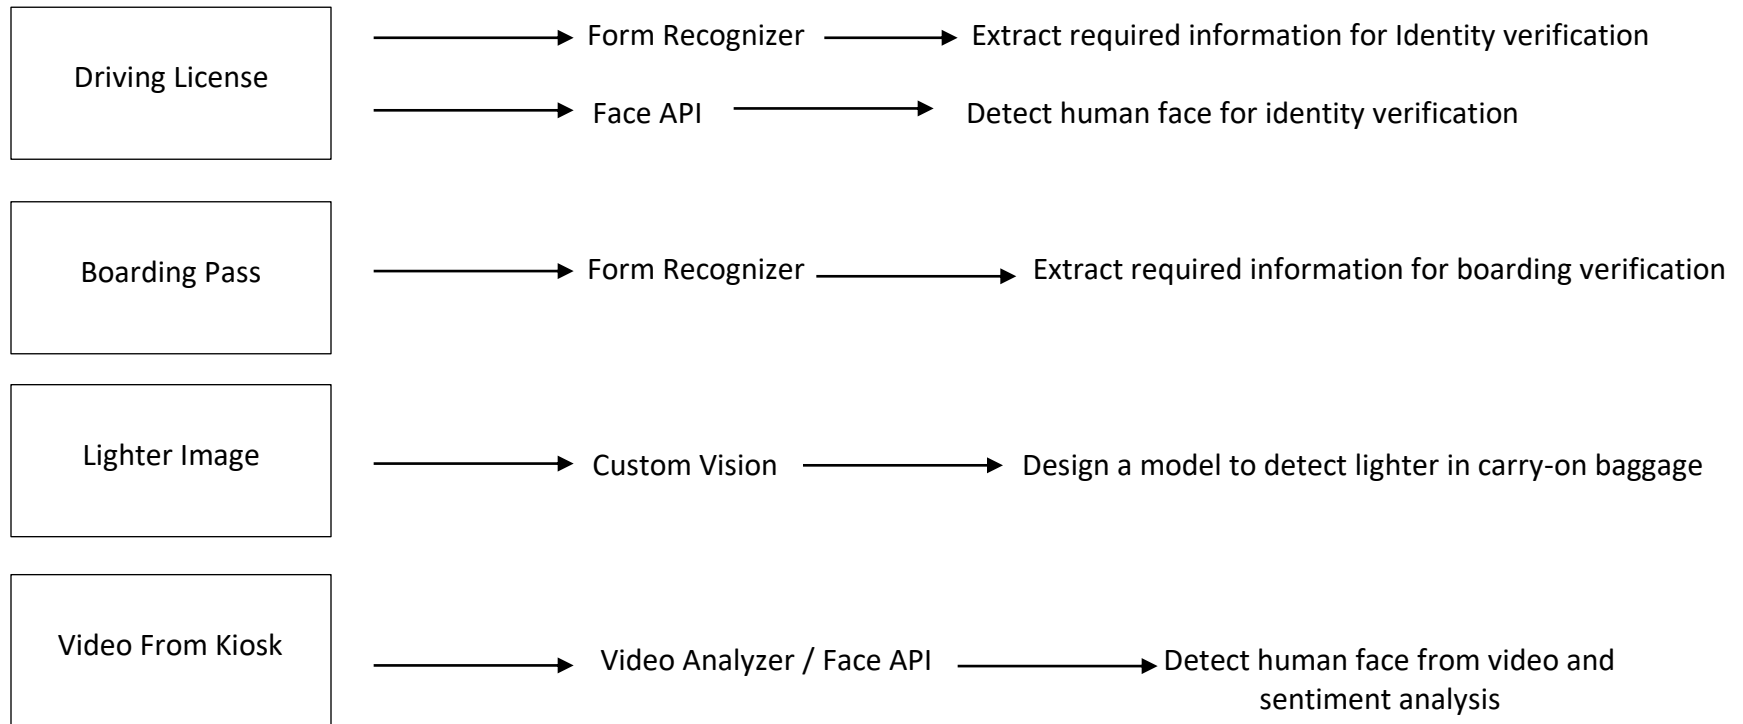 Driving License
Form Recognizer
Extract required information for Identity verification
Face API
Detect human face for identity verification
Boarding Pass
Form Recognizer
Extract required information for boarding verification
Lighter Image
Custom Vision
Design a model to detect lighter in carry-on baggage
Video From Kiosk
Video Analyzer / Face API
Detect human face from video and
sentiment analysis